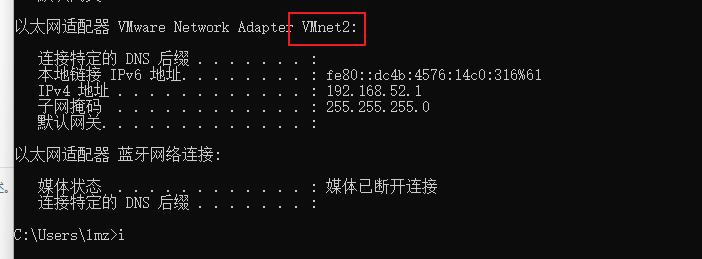 以太网适配器 VMware Network Adapter VMnet2:
连接特定的 DNS 后缀 . . . . . . . :
本地链接 IPv6 地址. . . . . . . . : fe80::dc4b:4576:14c0:316%61
IPv4 地址 . . . . . . . . . . . . : 192.168.52.1
子网掩码 . . . . . . . . . . . . : 255.255.255.0
默认网关. . . . . . . . . . . . . :
以太网适配器 蓝牙网络连接:
媒体状态 . . . . . . . . . . . . : 媒体已断开连接
连接特定的 DNS 后缀 . . . . . . . :
C:\Users\lmz>i